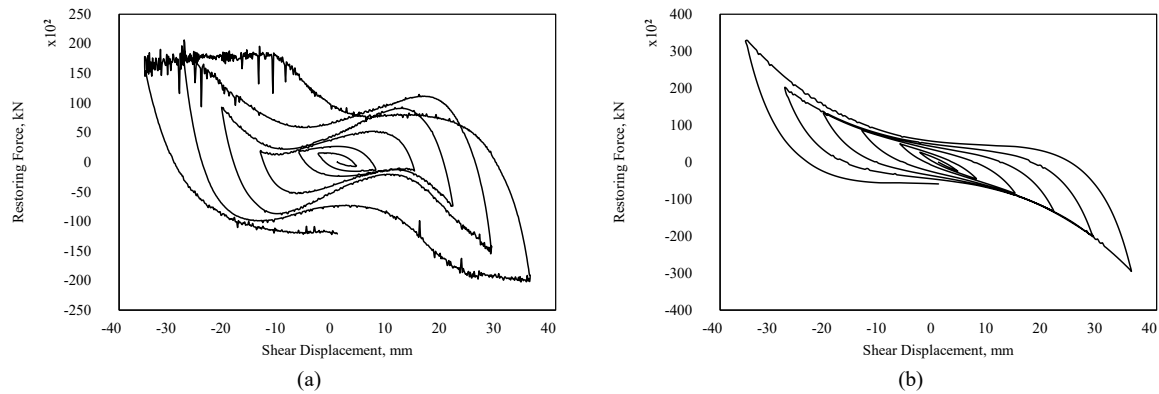 x10²
250
200
150
100
50
0
-50
-100
-150
-200
-250
Restoring Force, kN
-40 -30 -20 -10 0 10 20 30 40
Shear Displacement, mm
(a)
x10²
400
300
200
100
0
-100
-200
-300
-400
Restoring Force, kN
-40 -30 -20 -10 0 10 20 30 40
Shear Displacement, mm
(b)